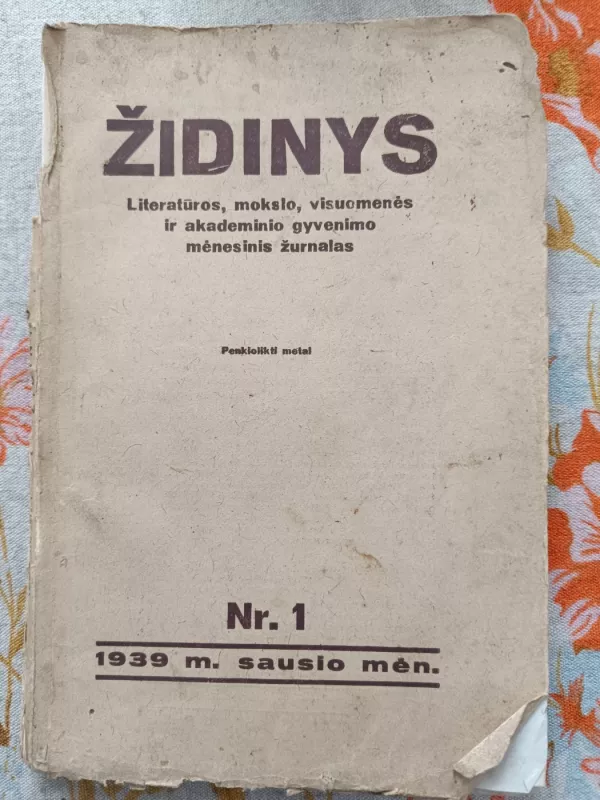 ŽIDINYS
Literatūros, mokslo, visuomenės
ir akademinio gyvenimo
mėnesinis žurnalas
Penkiolikti metai
Nr. 1
1939 m. sausio mėn.